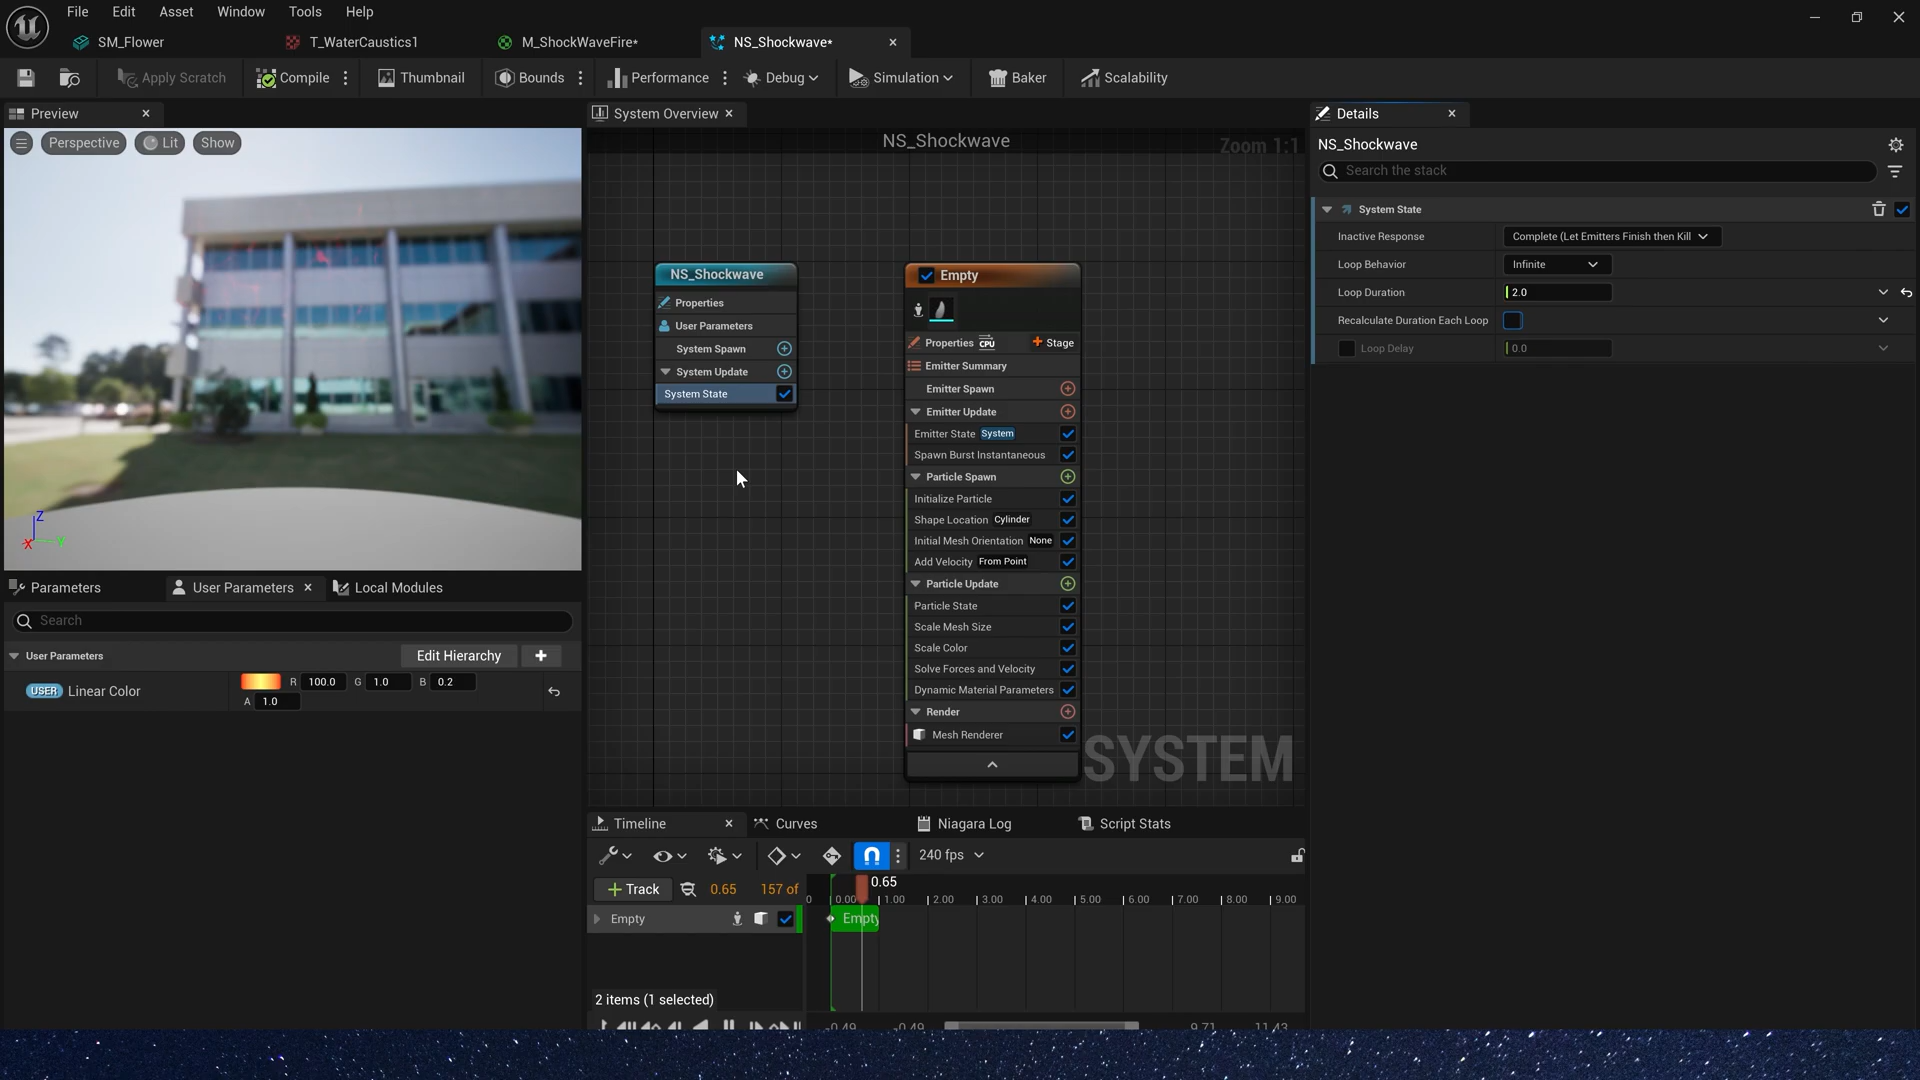 File Edit Asset Window Tools Help
SM_Flower T_WaterCaustics1 M_ShockWaveFire* NS_Shockwave*
Apply Scratch Compile Thumbnail Bounds Performance Debug Simulation Baker Scalability
Preview
Perspective Lit Show
Z
X
Y
Parameters User Parameters Local Modules
Search
User Parameters Edit Hierarchy
USER Linear Color R 100.0 G 1.0 B 0.2
A 1.0
System Overview
NS_Shockwave
Zoom 1:1
NS_Shockwave
Properties
User Parameters
System Spawn
System Update
System State
Empty
Properties CPU Stage
Emitter Summary
Emitter Spawn
Emitter Update
Emitter State System
Spawn Burst Instantaneous
Particle Spawn
Initialize Particle
Shape Location Cylinder
Initial Mesh Orientation None
Add Velocity From Point
Particle Update
Particle State
Scale Mesh Size
Scale Color
Solve Forces and Velocity
Dynamic Material Parameters
Render
Mesh Renderer
SYSTEM
Timeline Curves Niagara Log Script Stats
240 fps
+ Track 0.65 157 of
0.65
0 0.00 1.00 2.00 3.00 4.00 5.00 6.00 7.00 8.00 9.00
Empty Empty
2 items (1 selected)
-0.49 -0.49 9.71 11.43
Details
NS_Shockwave
Search the stack
System State
Inactive Response Complete (Let Emitters Finish then Kill
Loop Behavior Infinite
Loop Duration 2.0
Recalculate Duration Each Loop
Loop Delay 0.0